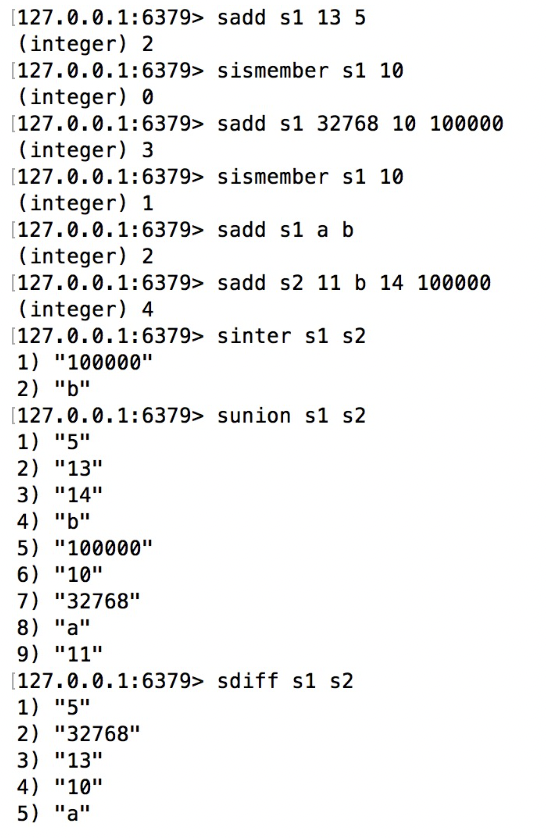 [127.0.0.1:6379> sadd s1 13 5
(integer) 2
[127.0.0.1:6379> sismember s1 10
(integer) 0
[127.0.0.1:6379> sadd s1 32768 10 100000
(integer) 3
[127.0.0.1:6379> sismember s1 10
(integer) 1
[127.0.0.1:6379> sadd s1 a b
(integer) 2
[127.0.0.1:6379> sadd s2 11 b 14 100000
(integer) 4
[127.0.0.1:6379> sinter s1 s2
1) "100000"
2) "b"
[127.0.0.1:6379> sunion s1 s2
1) "5"
2) "13"
3) "14"
4) "b"
5) "100000"
6) "10"
7) "32768"
8) "a"
9) "11"
[127.0.0.1:6379> sdiff s1 s2
1) "5"
2) "32768"
3) "13"
4) "10"
5) "a"